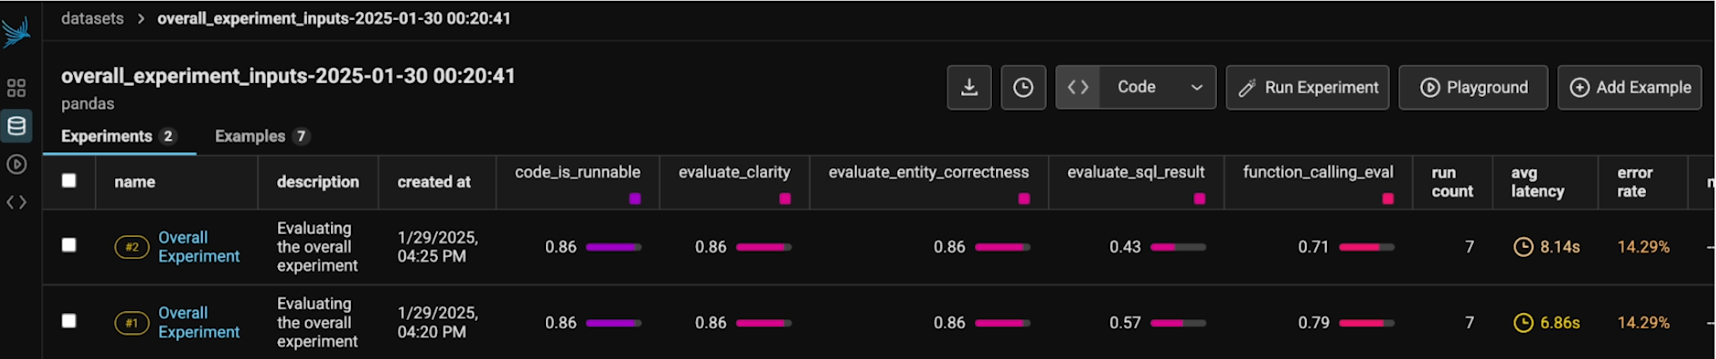 datasets > overall_experiment_inputs-2025-01-30 00:20:41
overall_experiment_inputs-2025-01-30 00:20:41
pandas
Code
Run Experiment
Playground
Add Example
Experiments 2 Examples 7
name description created at code_is_runnable evaluate_clarity evaluate_entity_correctness evaluate_sql_result function_calling_eval run count avg latency error rate
#2 Overall Experiment Evaluating the overall experiment 1/29/2025, 04:25 PM 0.86 0.86 0.86 0.43 0.71 7 8.14s 14.29%
#1 Overall Experiment Evaluating the overall experiment 1/29/2025, 04:20 PM 0.86 0.86 0.86 0.57 0.79 7 6.86s 14.29%